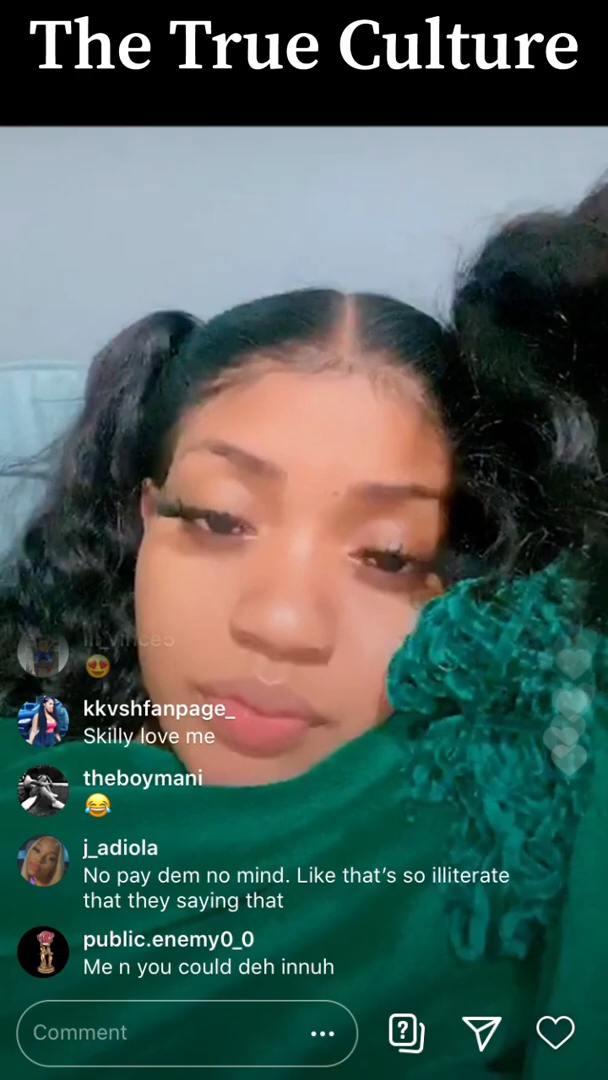 The True Culture
lil_vince5
😍
kkvshfanpage_
Skilly love me
theboymani
😂
j_adiola
No pay dem no mind. Like that's so illiterate
that they saying that
public.enemy0_0
Me n you could deh innuh
Comment